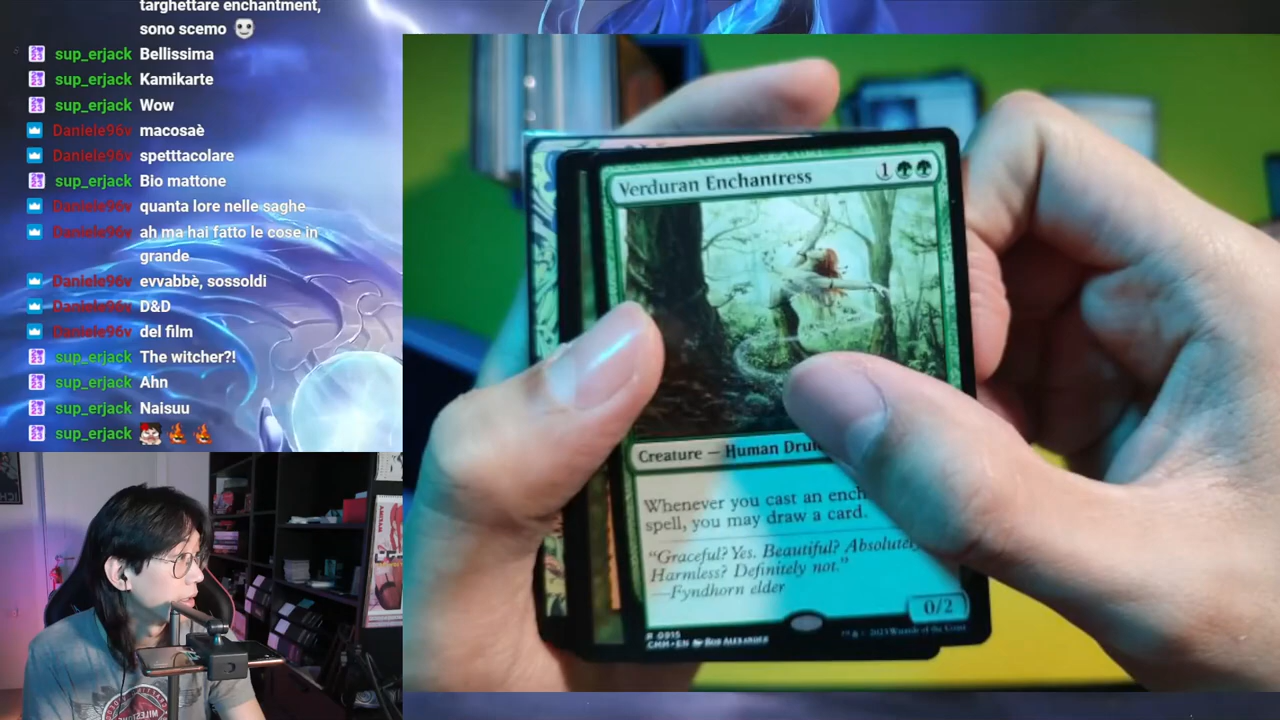 targhettare enchantment,
sono scemo
sup_erjack Bellissima
sup_erjack Kamikarte
sup_erjack Wow
Daniele96v macosaè
Daniele96v spetttacolare
sup_erjack Bio mattone
Daniele96v quanta lore nelle saghe
Daniele96v ah ma hai fatto le cose in
grande
Daniele96v evvabbè, sossoldi
Daniele96v D&D
Daniele96v del film
sup_erjack The witcher?!
sup_erjack Ahn
sup_erjack Naisuu
sup_erjack
Verduran Enchantress 1
Creature — Human Dru
Whenever you cast an ench
spell, you may draw a card.
“Graceful? Yes. Beautiful? Absolutely.
Harmless? Definitely not.”
—Fyndhorn elder
0/2
R 0915
CMM • EN Bob Alexander
2023 Wizards of the Coast